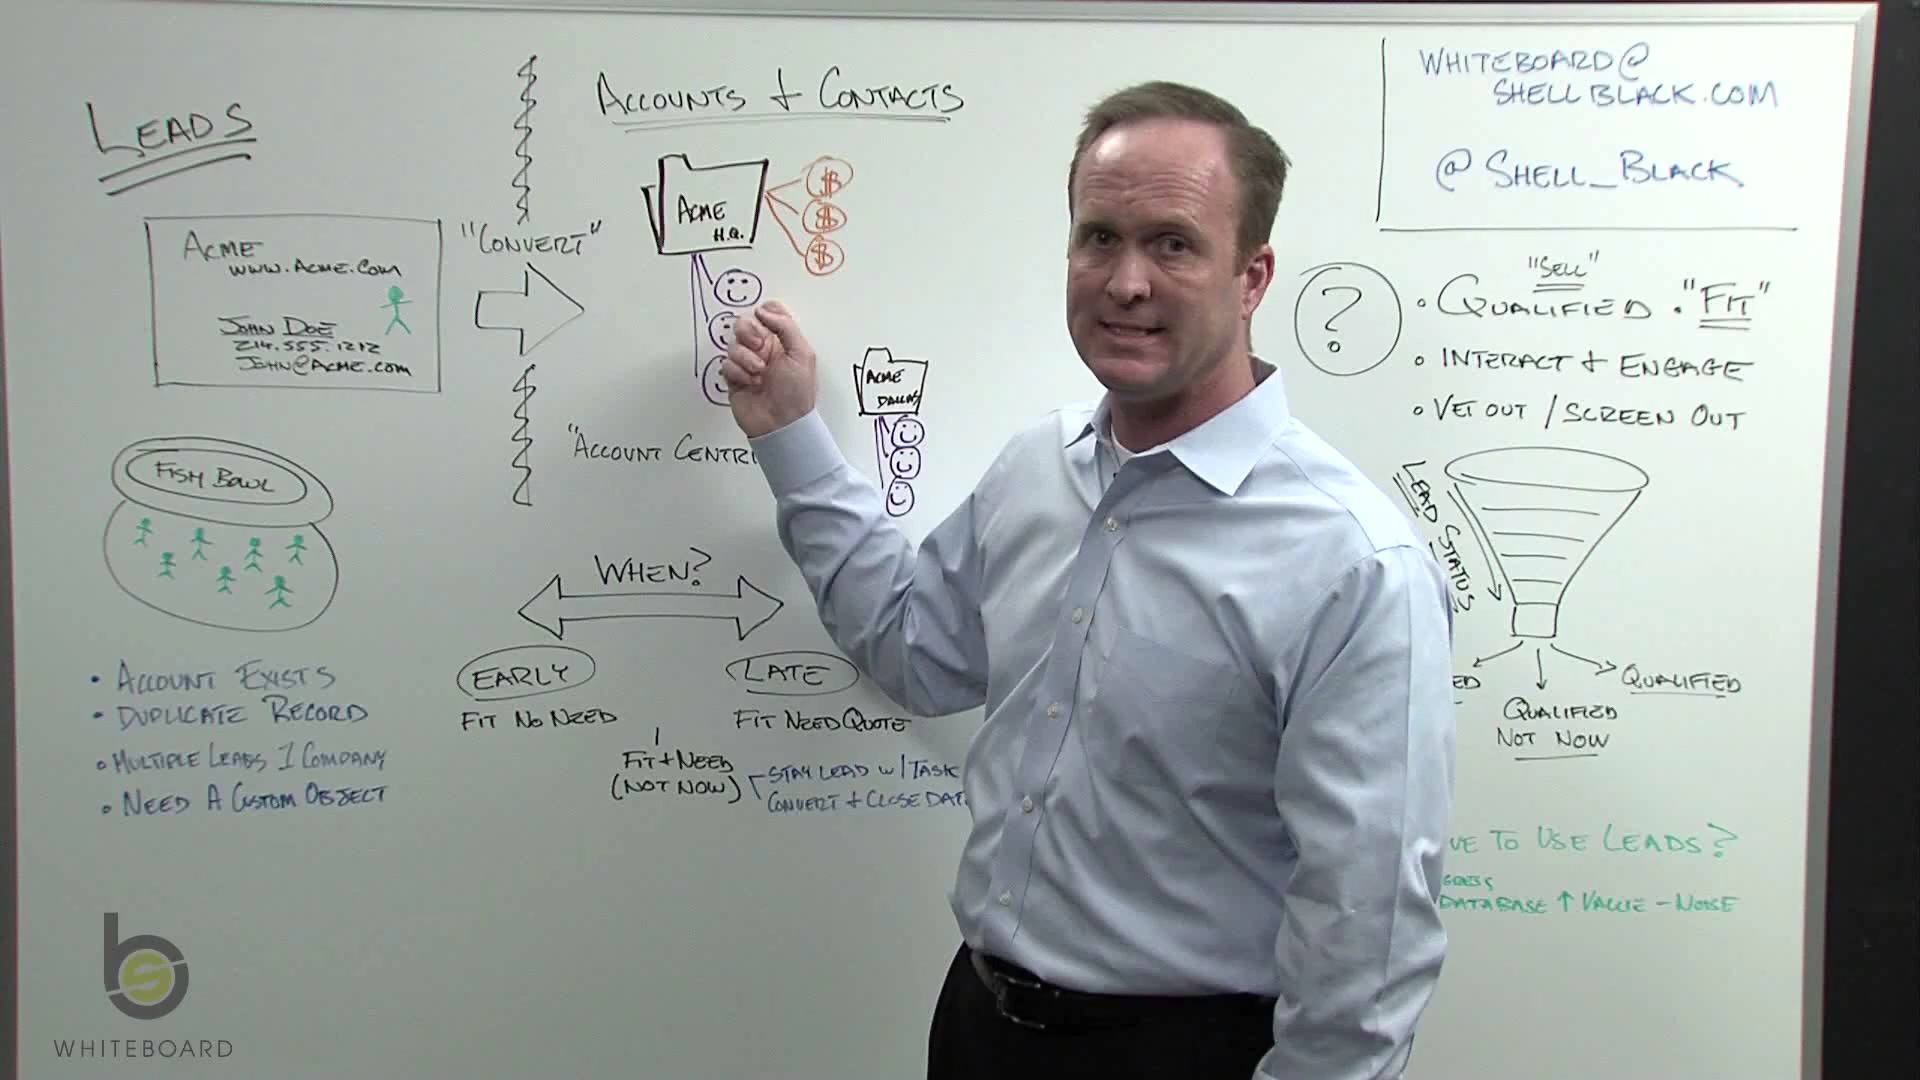 LEADS
ACME
WWW.ACME.COM
JOHN DOE
214.555.1212
JOHN@ACME.COM
FISH BOWL
• ACCOUNT EXISTS
• DUPLICATE RECORD
• MULTIPLE LEADS 1 COMPANY
• NEED A CUSTOM OBJECT
"CONVERT"
ACCOUNTS + CONTACTS
ACME
H.Q.
$
$
$
ACME
DALLAS
"ACCOUNT
WHEN?
EARLY
FIT NO NEED
LATE
FIT NEED QUOTE
FIT + NEED
(NOT NOW)
STAY LEAD W/ TASK
CONVERT + CLOSE
WHITEBOARD@
SHELLBLACK.COM
@SHELL_BLACK
?
"SELL"
• QUALIFIED • "FIT"
• INTERACT + ENGAGE
• VET OUT / SCREEN OUT
LEAD STATUS
QUALIFIED
NOT NOW
QUALIFIED
TO USE LEADS?
DATABASE ↑ VALUE - NOISE
bs
WHITEBOARD